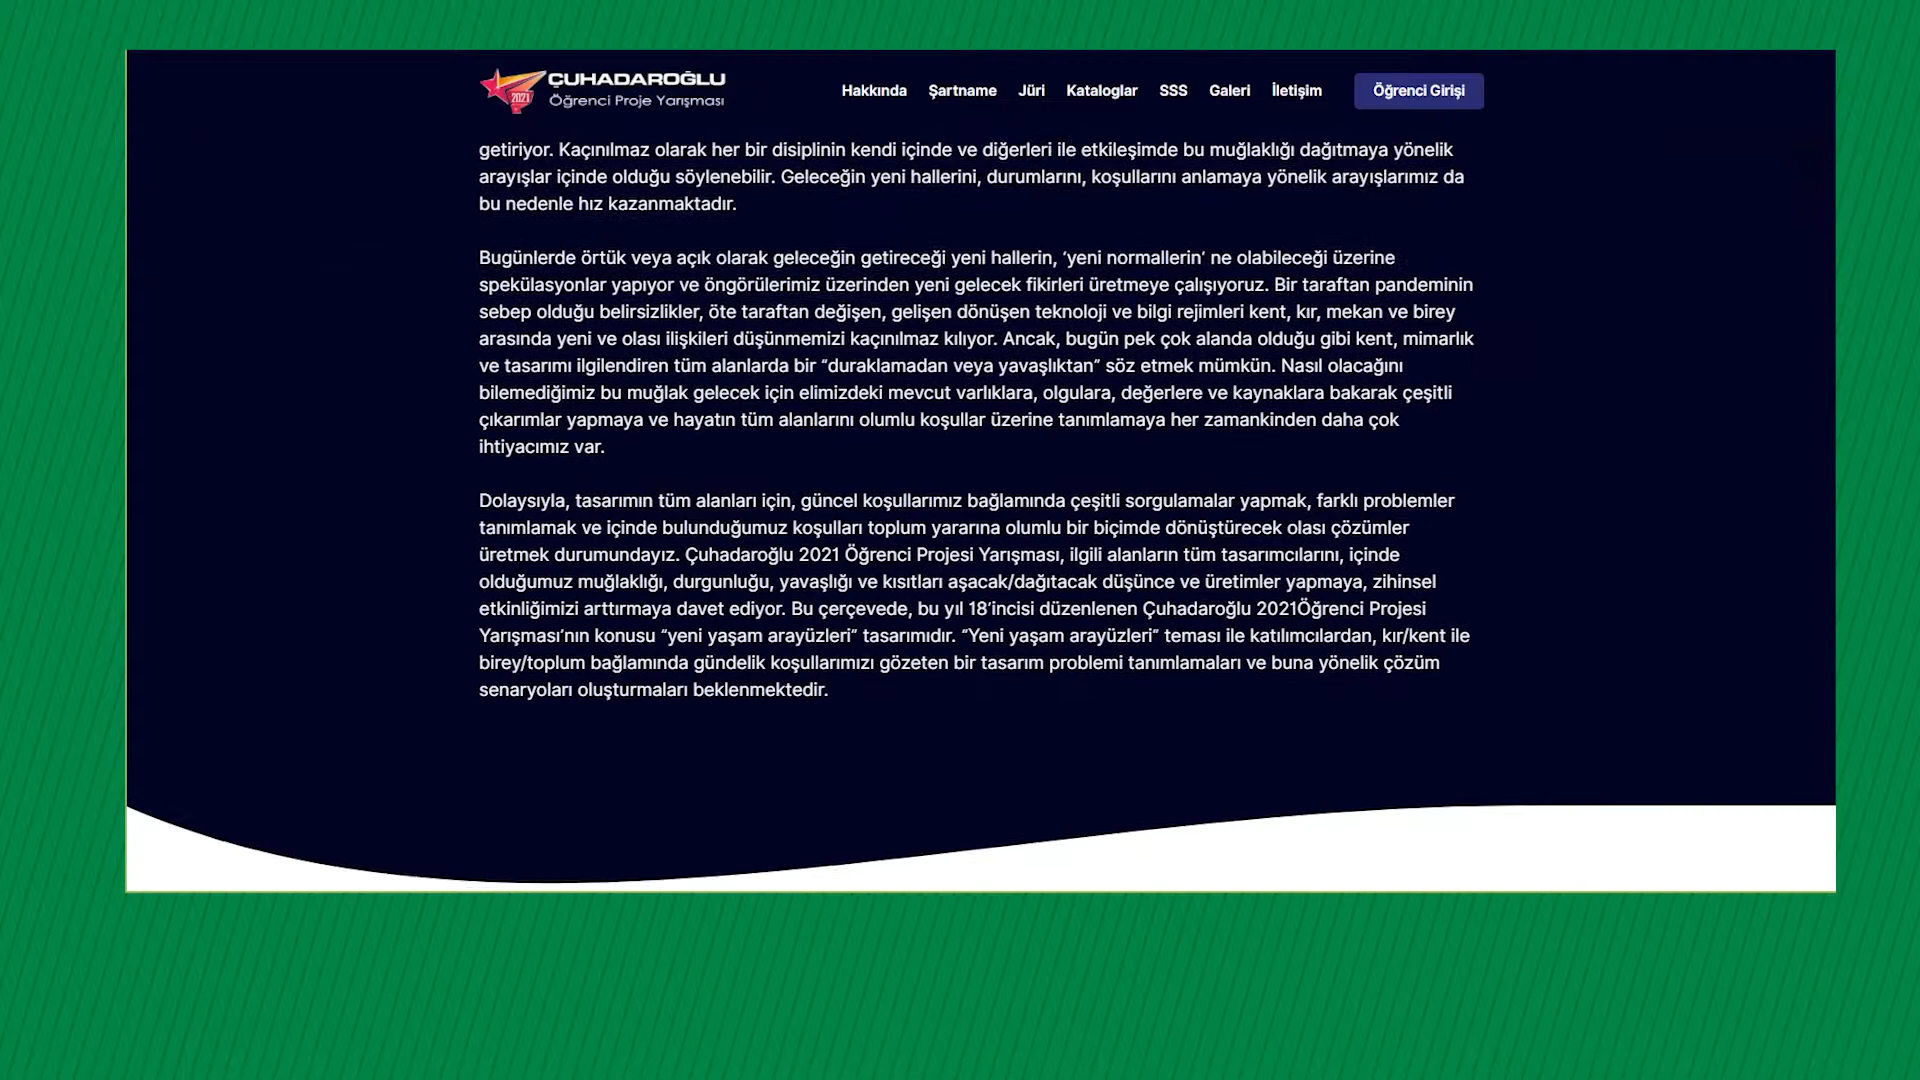 ÇUHADAROĞLU
2021
Öğrenci Proje Yarışması
Hakkında Şartname Jüri Kataloglar SSS Galeri İletişim Öğrenci Girişi
getiriyor. Kaçınılmaz olarak her bir disiplinin kendi içinde ve diğerleri ile etkileşimde bu muğlaklığı dağıtmaya yönelik
arayışlar içinde olduğu söylenebilir. Geleceğin yeni hallerini, durumlarını, koşullarını anlamaya yönelik arayışlarımız da
bu nedenle hız kazanmaktadır.
Bugünlerde örtük veya açık olarak geleceğin getireceği yeni hallerin, ‘yeni normallerin’ ne olabileceği üzerine
spekülasyonlar yapıyor ve öngörülerimiz üzerinden yeni gelecek fikirleri üretmeye çalışıyoruz. Bir taraftan pandeminin
sebep olduğu belirsizlikler, öte taraftan değişen, gelişen dönüşen teknoloji ve bilgi rejimleri kent, kır, mekan ve birey
arasında yeni ve olası ilişkileri düşünmemizi kaçınılmaz kılıyor. Ancak, bugün pek çok alanda olduğu gibi kent, mimarlık
ve tasarımı ilgilendiren tüm alanlarda bir “duraklamadan veya yavaşlıktan” söz etmek mümkün. Nasıl olacağını
bilemediğimiz bu muğlak gelecek için elimizdeki mevcut varlıklara, olgulara, değerlere ve kaynaklara bakarak çeşitli
çıkarımlar yapmaya ve hayatın tüm alanlarını olumlu koşullar üzerine tanımlamaya her zamankinden daha çok
ihtiyacımız var.
Dolaysıyla, tasarımın tüm alanları için, güncel koşullarımız bağlamında çeşitli sorgulamalar yapmak, farklı problemler
tanımlamak ve içinde bulunduğumuz koşulları toplum yararına olumlu bir biçimde dönüştürecek olası çözümler
üretmek durumundayız. Çuhadaroğlu 2021 Öğrenci Projesi Yarışması, ilgili alanların tüm tasarımcılarını, içinde
olduğumuz muğlaklığı, durgunluğu, yavaşlığı ve kısıtları aşacak/dağıtacak düşünce ve üretimler yapmaya, zihinsel
etkinliğimizi arttırmaya davet ediyor. Bu çerçevede, bu yıl 18’incisi düzenlenen Çuhadaroğlu 2021Öğrenci Projesi
Yarışması’nın konusu “yeni yaşam arayüzleri” tasarımıdır. “Yeni yaşam arayüzleri” teması ile katılımcılardan, kır/kent ile
birey/toplum bağlamında gündelik koşullarımızı gözeten bir tasarım problemi tanımlamaları ve buna yönelik çözüm
senaryoları oluşturmaları beklenmektedir.